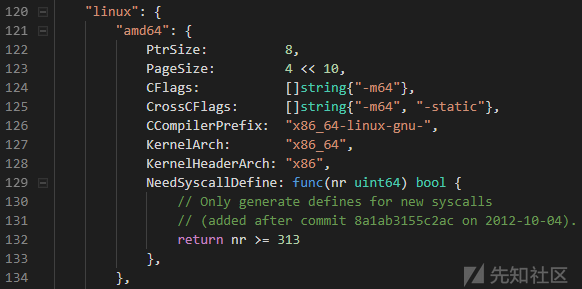 120 "linux": {
121 "amd64": {
122 PtrSize: 8,
123 PageSize: 4 << 10,
124 CFlags: []string{"-m64"},
125 CrossCFlags: []string{"-m64", "-static"},
126 CCompilerPrefix: "x86_64-linux-gnu-",
127 KernelArch: "x86_64",
128 KernelHeaderArch: "x86",
129 NeedSyscallDefine: func(nr uint64) bool {
130 // Only generate defines for new syscalls
131 // (added after commit 8a1ab3155c2ac on 2012-10-04).
132 return nr >= 313
133 },
134 },
先知社区